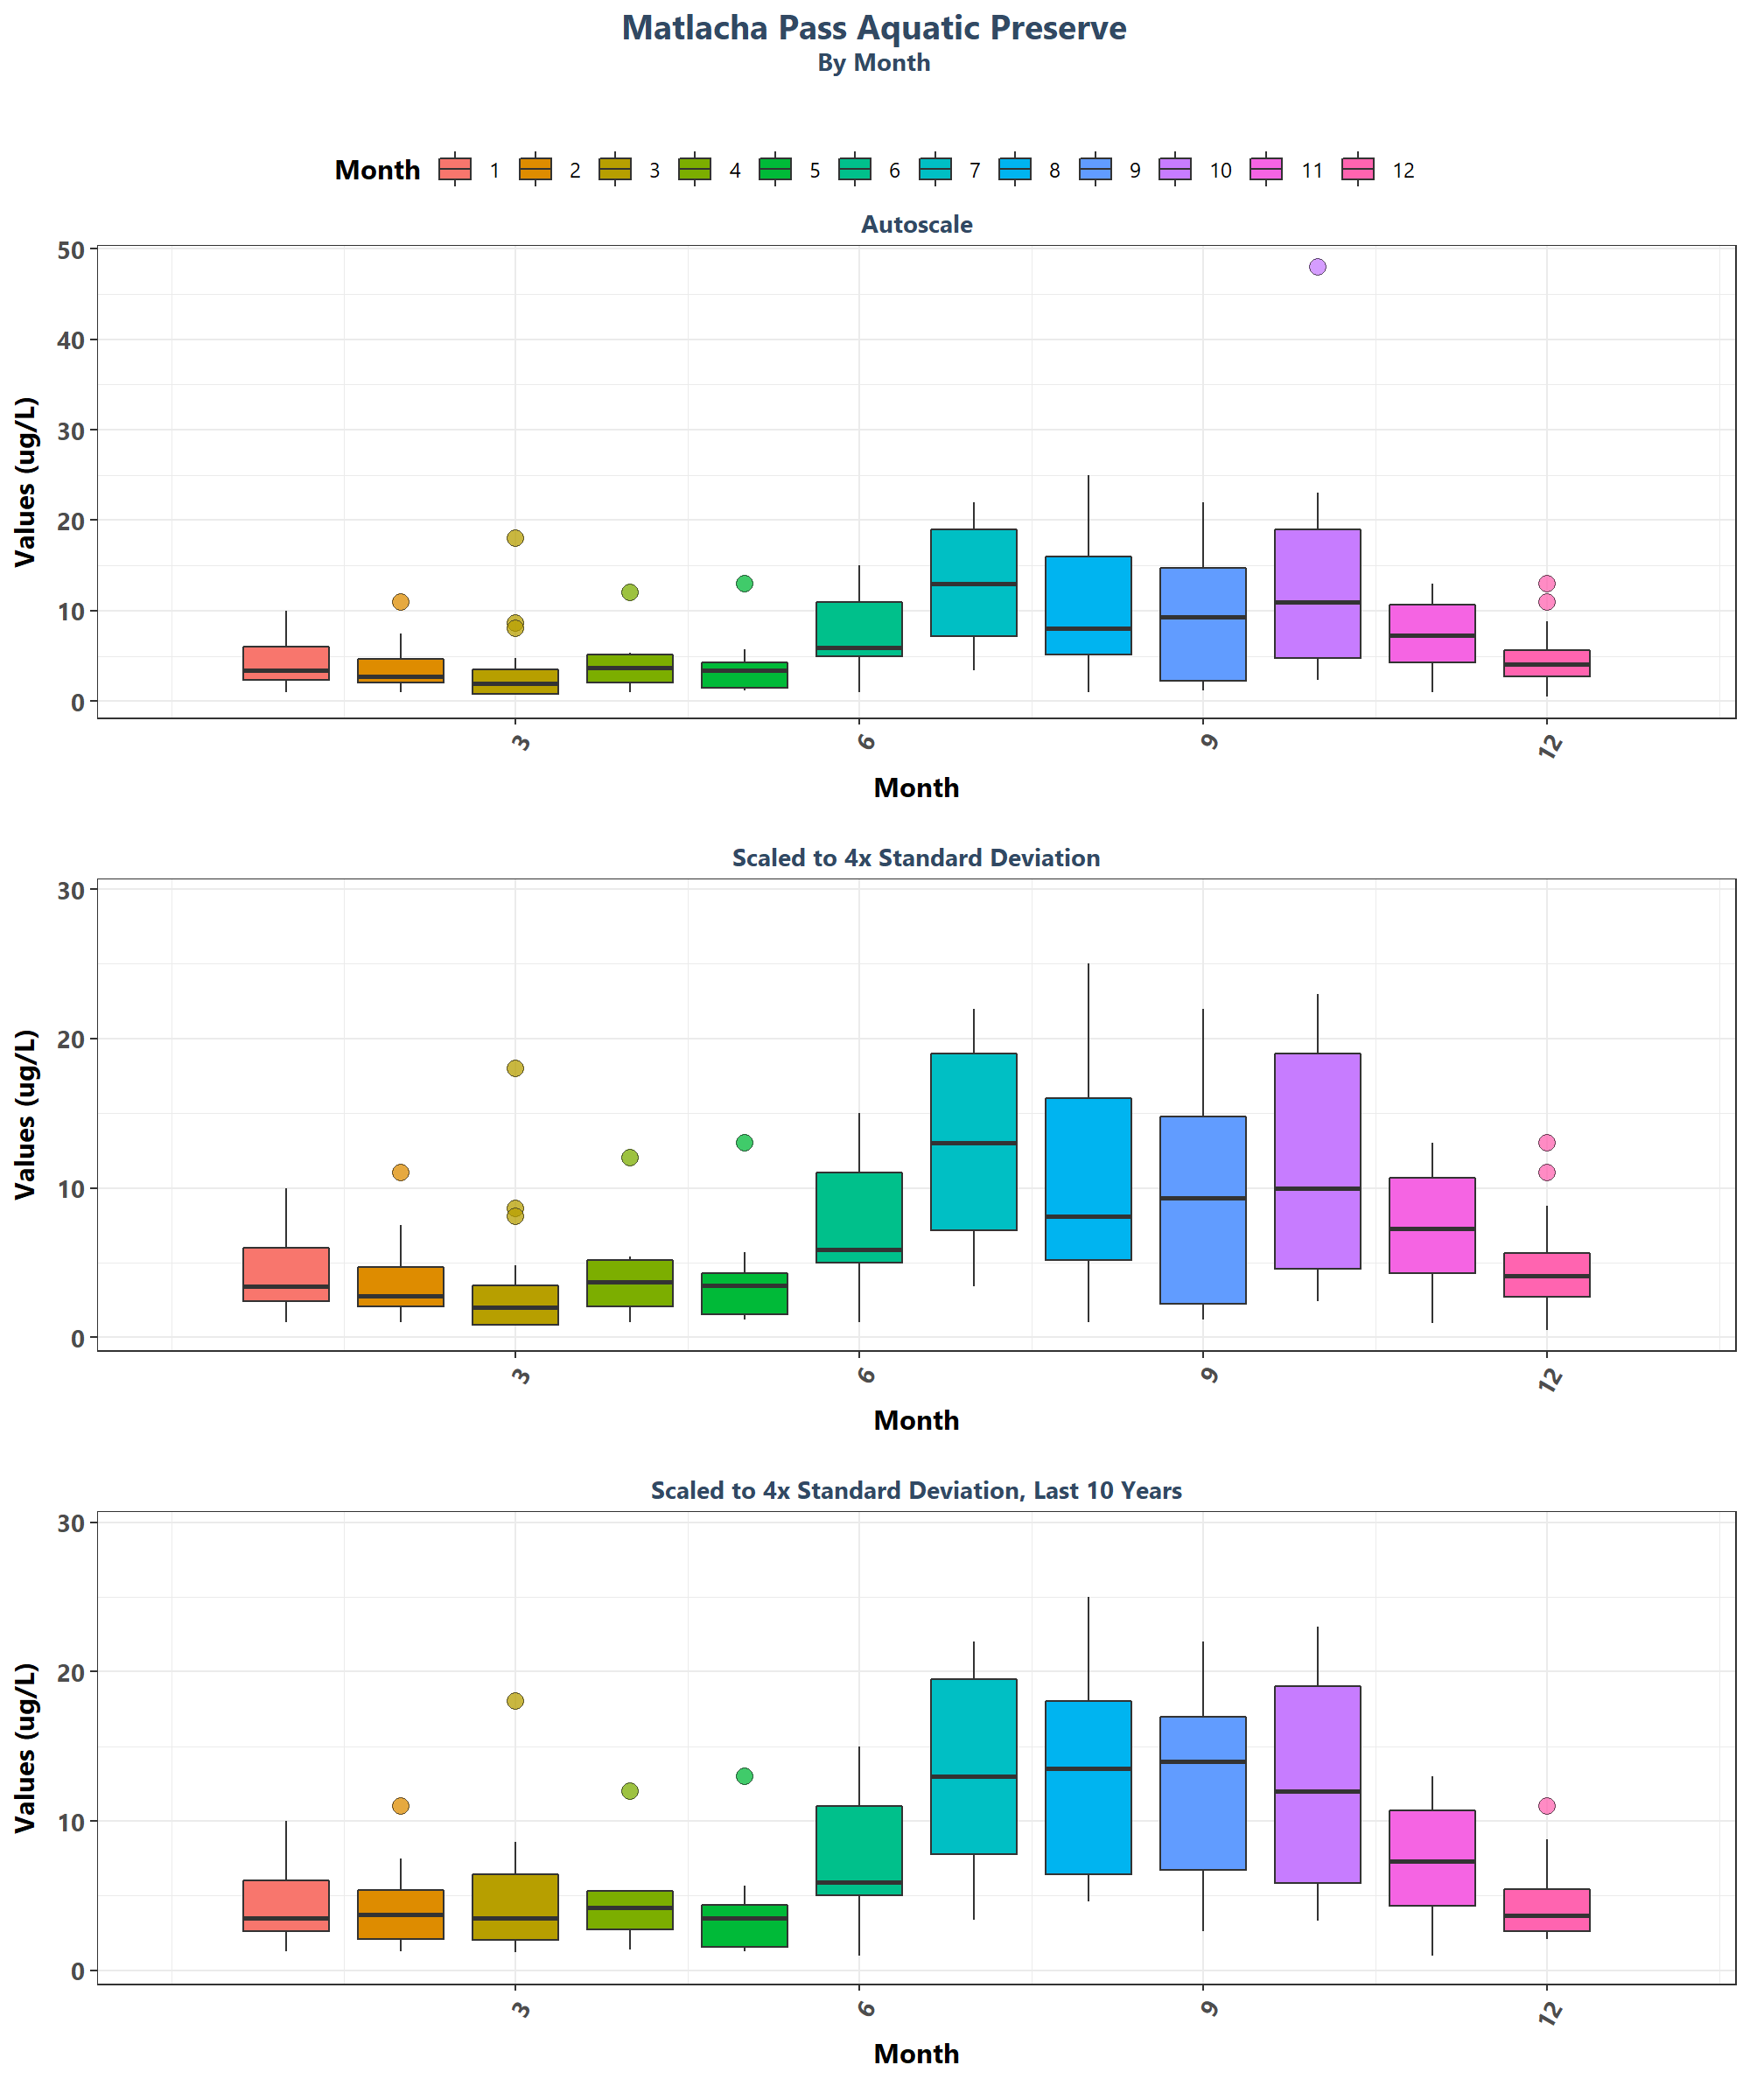 Matlacha Pass Aquatic Preserve
By Month
Month 1 2 3 4 5 6 7 8 9 10 11 12
Autoscale
Values (ug/L)
50
40
30
20
10
0
3 6 9 12
Month
Scaled to 4x Standard Deviation
Values (ug/L)
30
20
10
0
3 6 9 12
Month
Scaled to 4x Standard Deviation, Last 10 Years
Values (ug/L)
30
20
10
0
3 6 9 12
Month